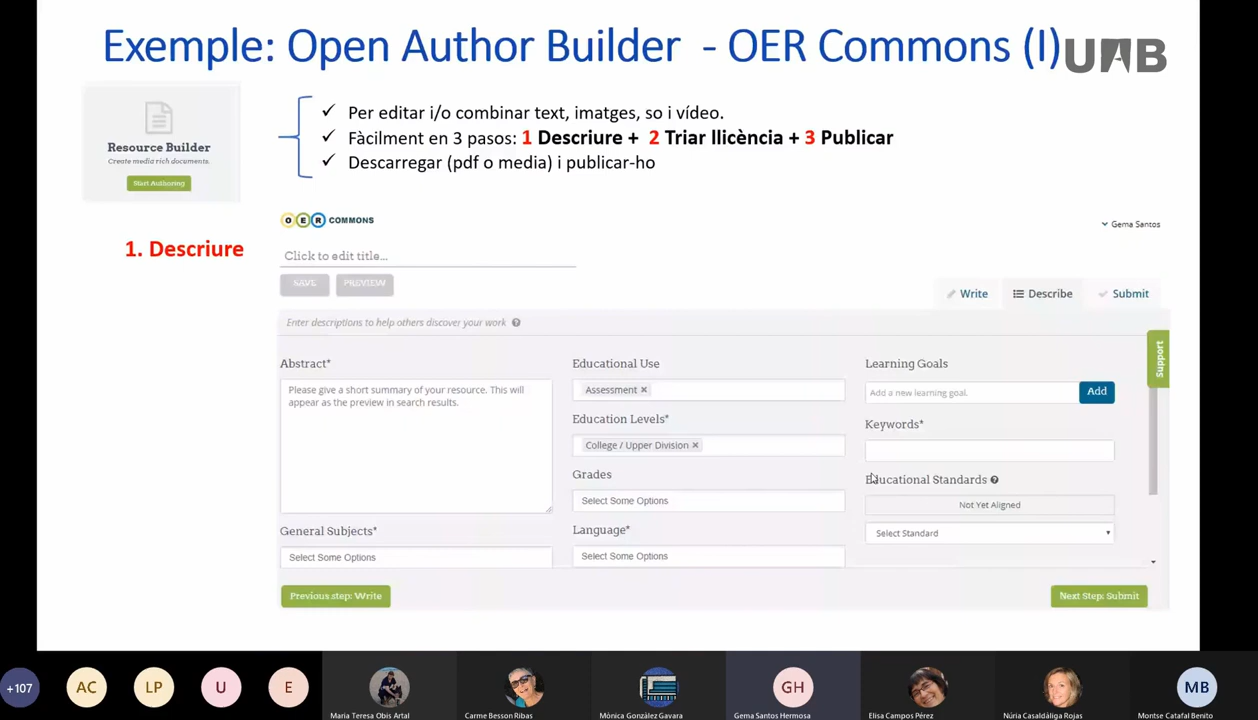 Exemple: Open Author Builder - OER Commons (I)
UAB
Resource Builder
Create media rich documents.
Start Authoring
✓ Per editar i/o combinar text, imatges, so i vídeo.
✓ Fàcilment en 3 pasos: 1 Descriure + 2 Triar llicència + 3 Publicar
✓ Descarregar (pdf o media) i publicar-ho
1. Descriure
OER COMMONS
Gema Santos
Click to edit title...
SAVE
PREVIEW
Write
Describe
Submit
Enter descriptions to help others discover your work
Support
Abstract*
Please give a short summary of your resource. This will
appear as the preview in search results.
General Subjects*
Select Some Options
Educational Use
Assessment ×
Education Levels*
College / Upper Division ×
Grades
Select Some Options
Language*
Select Some Options
Learning Goals
Add a new learning goal.
Add
Keywords*
Educational Standards
Not Yet Aligned
Select Standard
Previous step: Write
Next Step: Submit
+107
AC
LP
U
E
Maria Teresa Obis Artal
Carme Besson Ribas
Mònica González Gavara
GH
Gema Santos Hermosa
Elisa Campos Pérez
Núria Casaldàliga Rojas
MB
Montse Catafal Benito